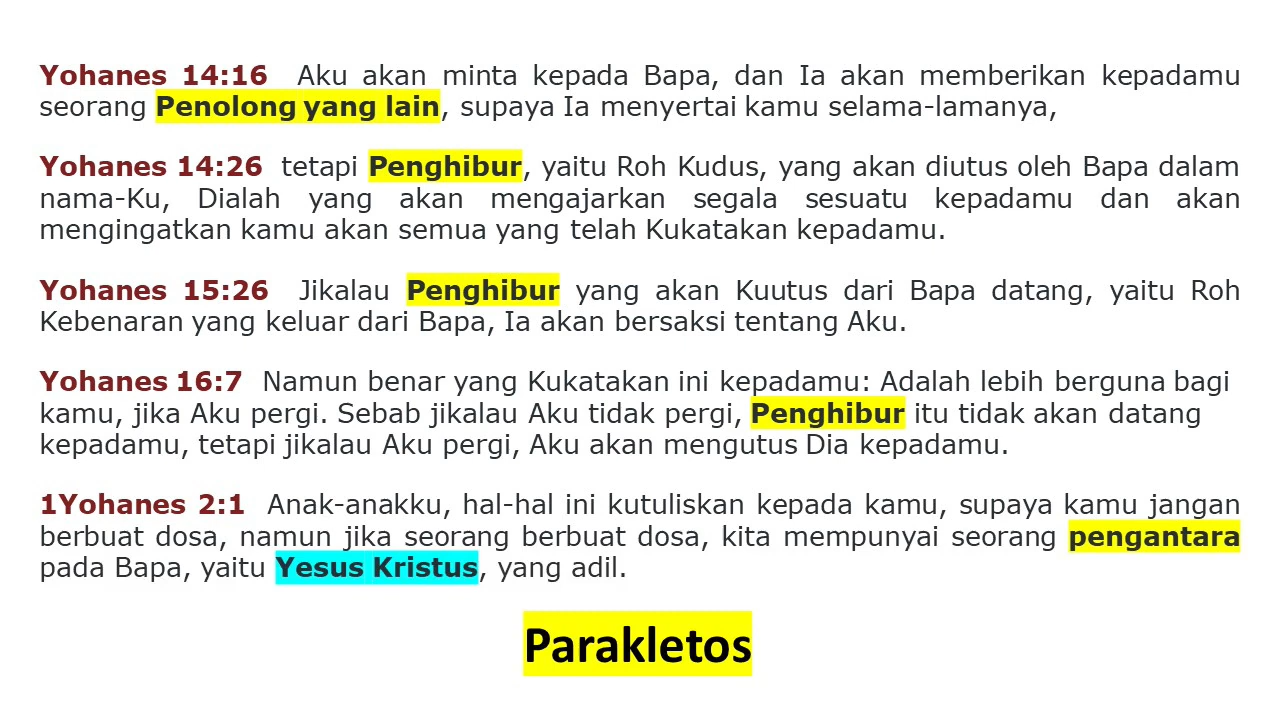 Yohanes 14:16 Aku akan minta kepada Bapa, dan Ia akan memberikan kepadamu
seorang Penolong yang lain, supaya Ia menyertai kamu selama-lamanya,
Yohanes 14:26 tetapi Penghibur, yaitu Roh Kudus, yang akan diutus oleh Bapa dalam
nama-Ku, Dialah yang akan mengajarkan segala sesuatu kepadamu dan akan
mengingatkan kamu akan semua yang telah Kukatakan kepadamu.
Yohanes 15:26 Jikalau Penghibur yang akan Kuutus dari Bapa datang, yaitu Roh
Kebenaran yang keluar dari Bapa, Ia akan bersaksi tentang Aku.
Yohanes 16:7 Namun benar yang Kukatakan ini kepadamu: Adalah lebih berguna bagi
kamu, jika Aku pergi. Sebab jikalau Aku tidak pergi, Penghibur itu tidak akan datang
kepadamu, tetapi jikalau Aku pergi, Aku akan mengutus Dia kepadamu.
1Yohanes 2:1 Anak-anakku, hal-hal ini kutuliskan kepada kamu, supaya kamu jangan
berbuat dosa, namun jika seorang berbuat dosa, kita mempunyai seorang pengantara
pada Bapa, yaitu Yesus Kristus, yang adil.
Parakletos